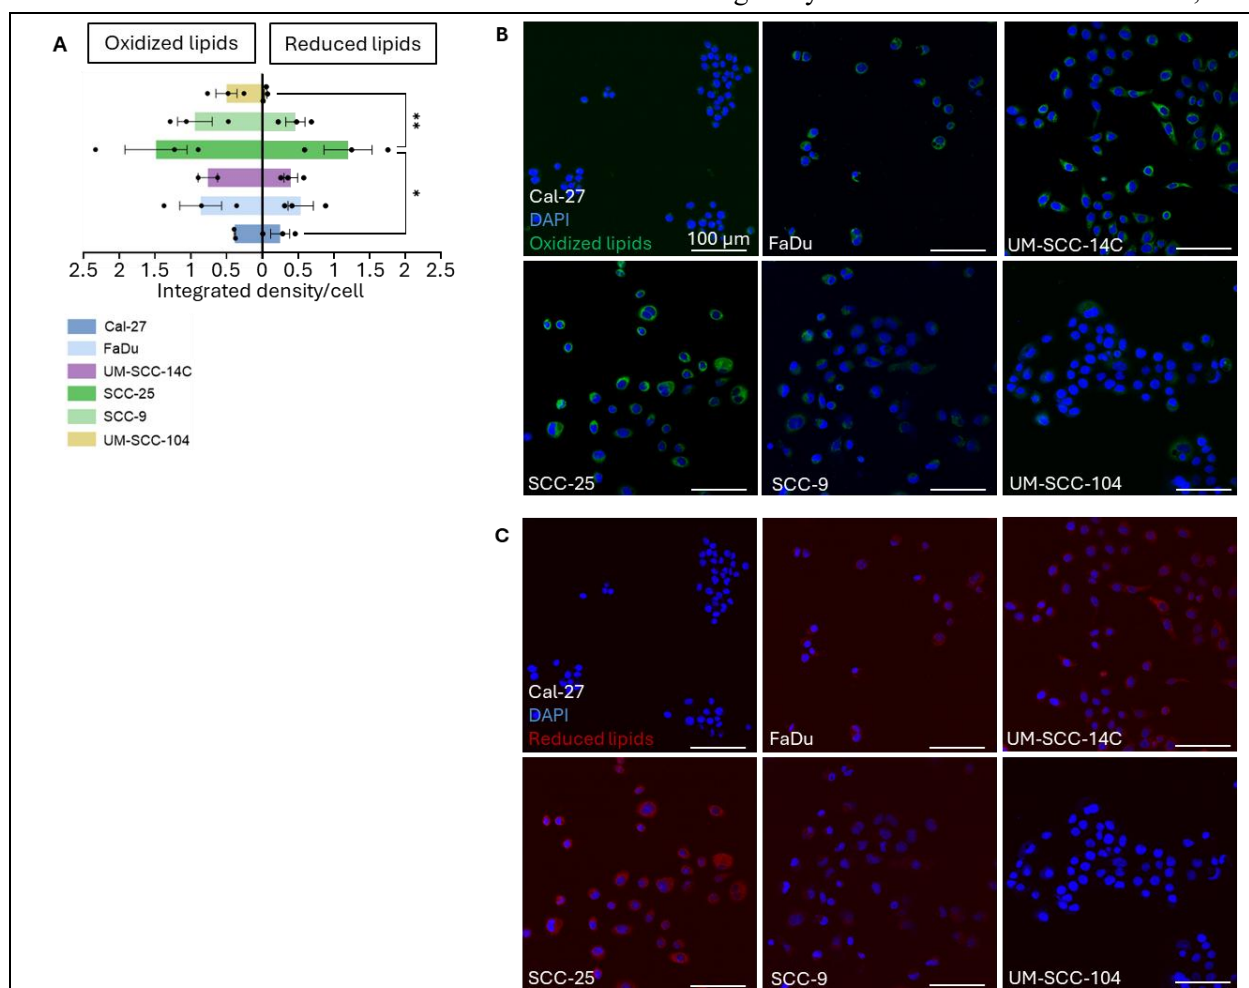 A
Oxidized lipids
Reduced lipids
**
*
2.5 2 1.5 1 0.5 0 0.5 1 1.5 2 2.5
Integrated density/cell
Cal-27
FaDu
UM-SCC-14C
SCC-25
SCC-9
UM-SCC-104
B
Cal-27
DAPI
Oxidized lipids
100 µm
FaDu
UM-SCC-14C
SCC-25
SCC-9
UM-SCC-104
C
Cal-27
DAPI
Reduced lipids
FaDu
UM-SCC-14C
SCC-25
SCC-9
UM-SCC-104